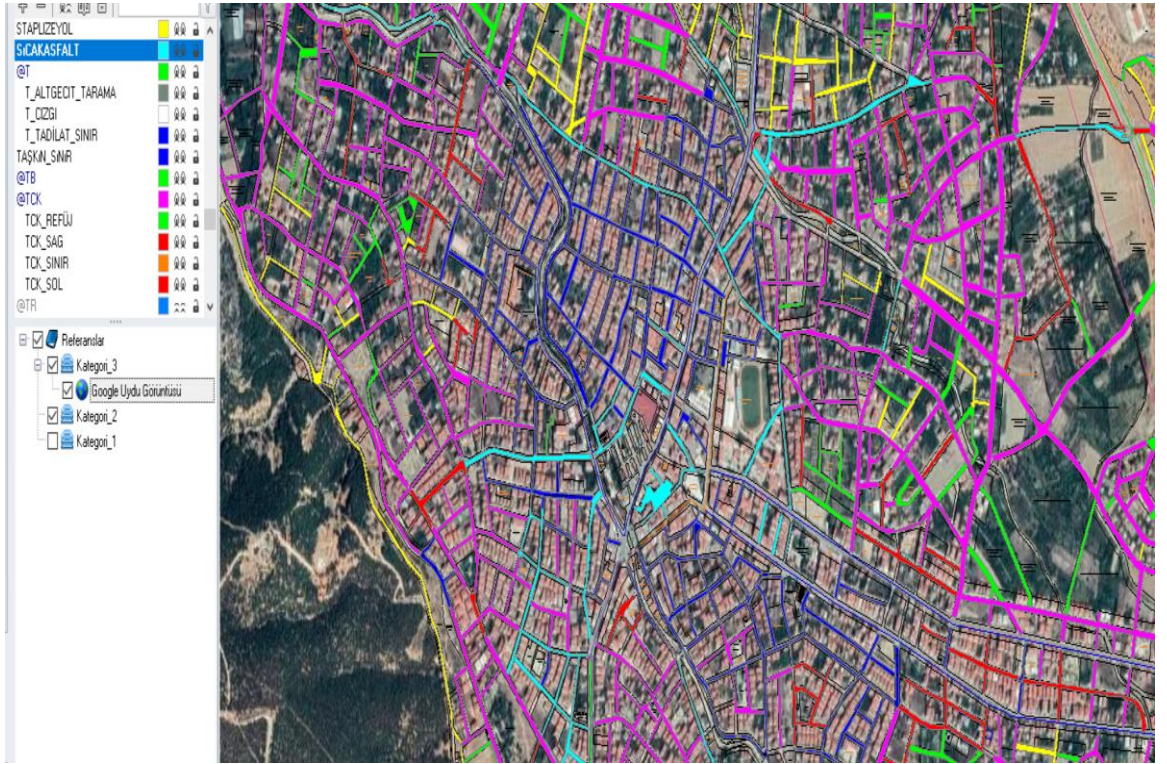 STAPLIZEYOL
SıCAKASFALT
@T
T_ALTGECIT_TARAMA
T_CIZGI
T_TADİLAT_SINIR
TAŞKıN_SıNıR
@TB
@TCK
TCK_REFÜJ
TCK_SAG
TCK_SINIR
TCK_SOL
@TR
Referanslar
Kategori_3
Google Uydu Görüntüsü
Kategori_2
Kategori_1